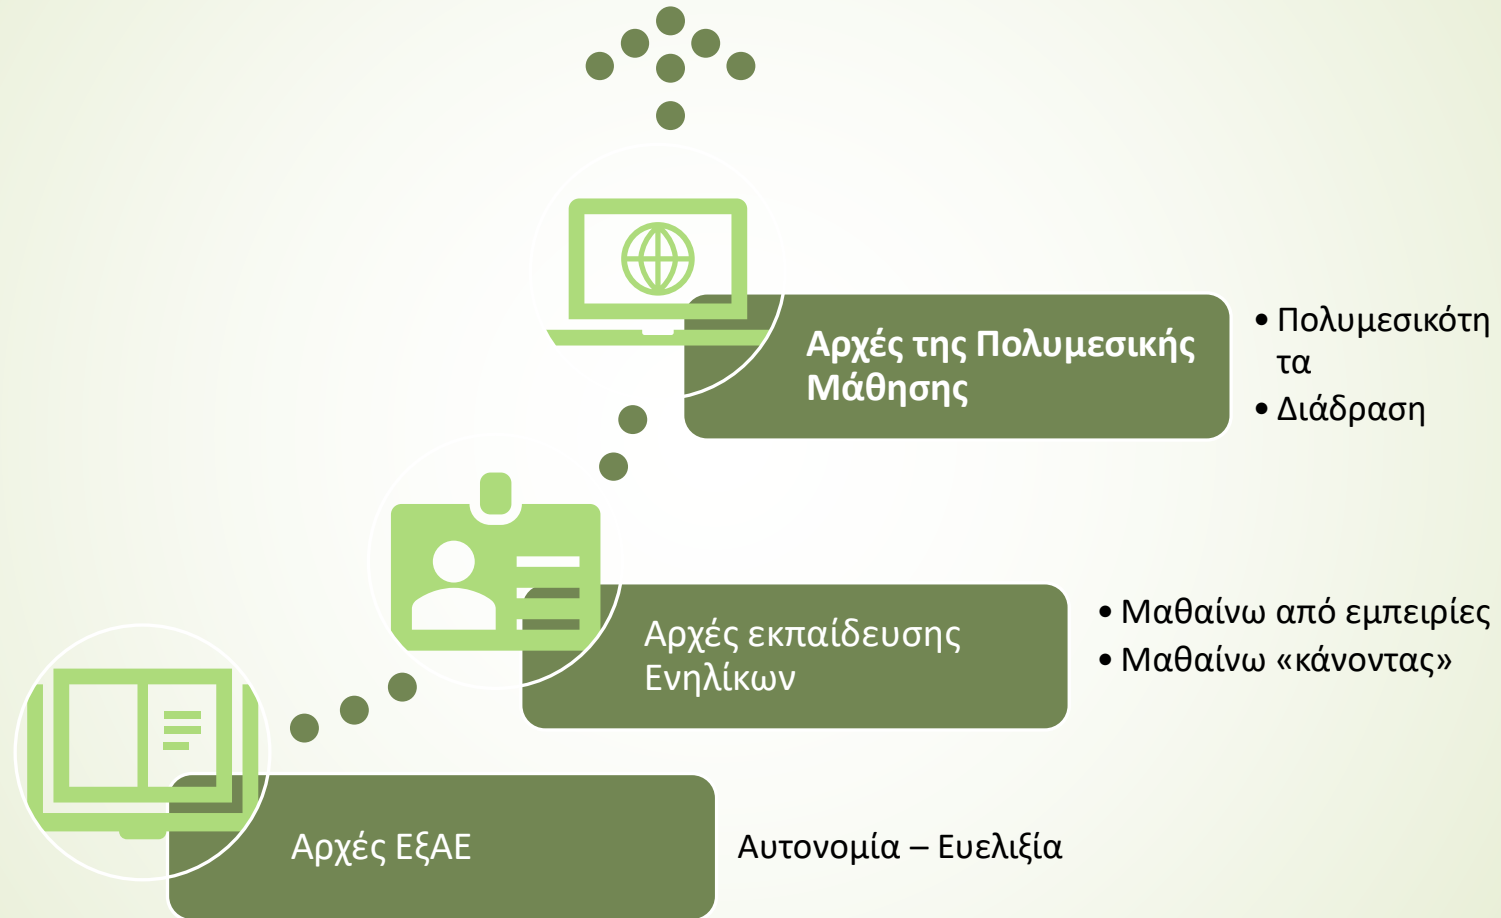 Αρχές της Πολυμεσικής
Μάθησης
• Πολυμεσικότη
τα
• Διάδραση
Αρχές εκπαίδευσης
Ενηλίκων
• Μαθαίνω από εμπειρίες
• Μαθαίνω «κάνοντας»
Αρχές ΕξΑΕ
Αυτονομία – Ευελιξία